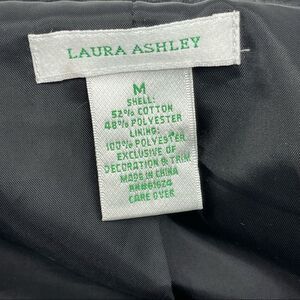 LAURA ASHLEY
M
SHELL:
52% COTTON
48% POLYESTER
LINING:
100% POLYESTER
EXCLUSIVE OF
DECORATION & TRIM
MADE IN CHINA
RN#61624
CARE OVER